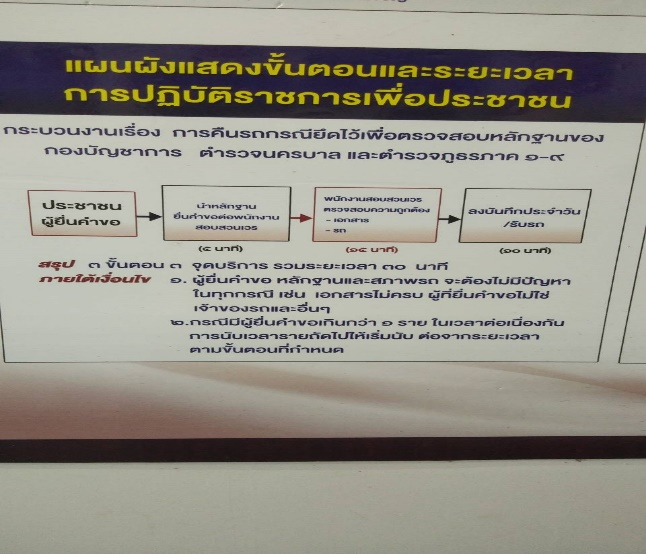 แผนผังแสดงขั้นตอนและระยะเวลา
การปฏิบัติราชการเพื่อประชาชน
กระบวนงานเรื่อง การคืนรถกรณียึดไว้เพื่อตรวจสอบหลักฐานของ
กองบัญชาการ ตำรวจนครบาล และตำรวจภูธรภาค ๑-๙
ประชาชน
ผู้ยื่นคำขอ
นำหลักฐาน
ยื่นคำขอต่อพนักงาน
สอบสวนเวร
(๕ นาที)
พนักงานสอบสวนเวร
ตรวจสอบความถูกต้อง
- เอกสาร
- รถ
(๑๕ นาที)
ลงบันทึกประจำวัน
/รับรถ
(๑๐ นาที)
สรุป ๓ ขั้นตอน ๓ จุดบริการ รวมระยะเวลา ๓๐ นาที
ภายใต้เงื่อนไข ๑. ผู้ยื่นคำขอ หลักฐานและสภาพรถ จะต้องไม่มีปัญหา
ในทุกกรณี เช่น เอกสารไม่ครบ ผู้ที่ยื่นคำขอไม่ใช่
เจ้าของรถและอื่นๆ
๒.กรณีมีผู้ยื่นคำขอเกินกว่า ๑ ราย ในเวลาต่อเนื่องกัน
การนับเวลารายถัดไปให้เริ่มนับ ต่อจากระยะเวลา
ตามขั้นตอนที่กำหนด